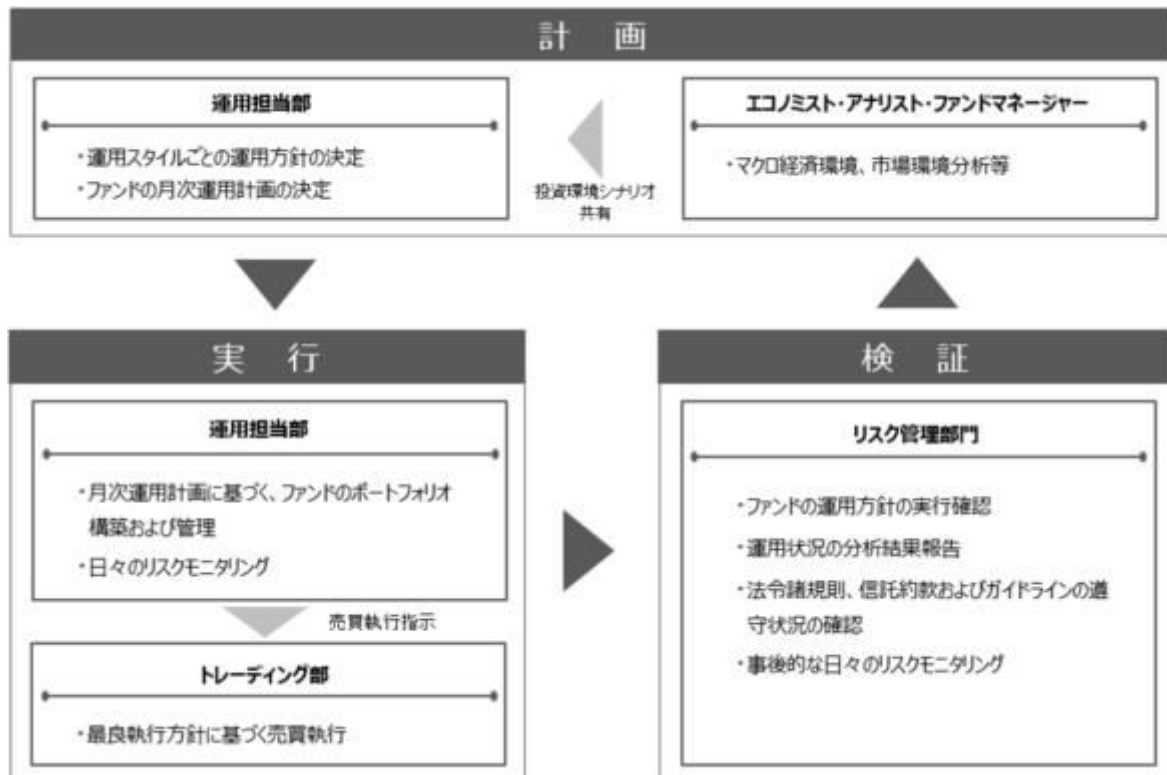 計 画
運用担当部
・運用スタイルごとの運用方針の決定
・ファンドの月次運用計画の決定
投資環境シナリオ
共有
エコノミスト・アナリスト・ファンドマネージャー
・マクロ経済環境、市場環境分析等
実 行
運用担当部
・月次運用計画に基づく、ファンドのポートフォリオ
構築および管理
・日々のリスクモニタリング
売買執行指示
トレーディング部
・最良執行方針に基づく売買執行
検 証
リスク管理部門
・ファンドの運用方針の実行確認
・運用状況の分析結果報告
・法令諸規則、信託約款およびガイドラインの遵
守状況の確認
・事後的な日々のリスクモニタリング